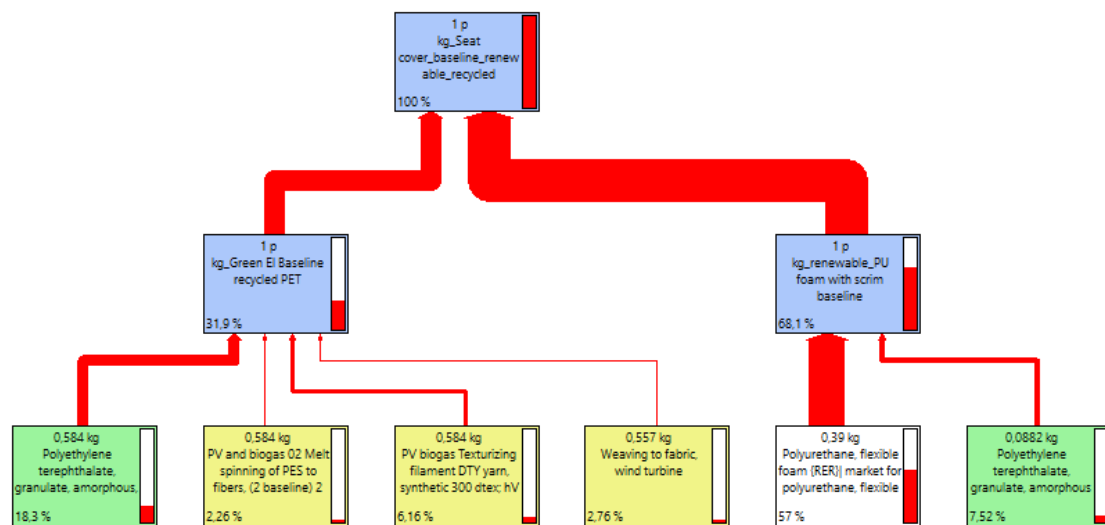 1 p
kg_Seat
cover_baseline_renew
able_recycled
100 %
1 p
kg_Green El Baseline
recycled PET
31,9 %
1 p
kg_renewable_PU
foam with scrim
baseline
68,1 %
0,584 kg
Polyethylene
terephthalate,
granulate, amorphous,
18,3 %
0,584 kg
PV and biogas 02 Melt
spinning of PES to
fibers, (2 baseline) 2
2,26 %
0,584 kg
PV biogas Texturizing
filament DTY yarn,
synthetic 300 dtex; hV
6,16 %
0,557 kg
Weaving to fabric,
wind turbine
2,76 %
0,39 kg
Polyurethane, flexible
foam {RER}| market for
polyurethane, flexible
57 %
0,0882 kg
Polyethylene
terephthalate,
granulate, amorphous
7,52 %